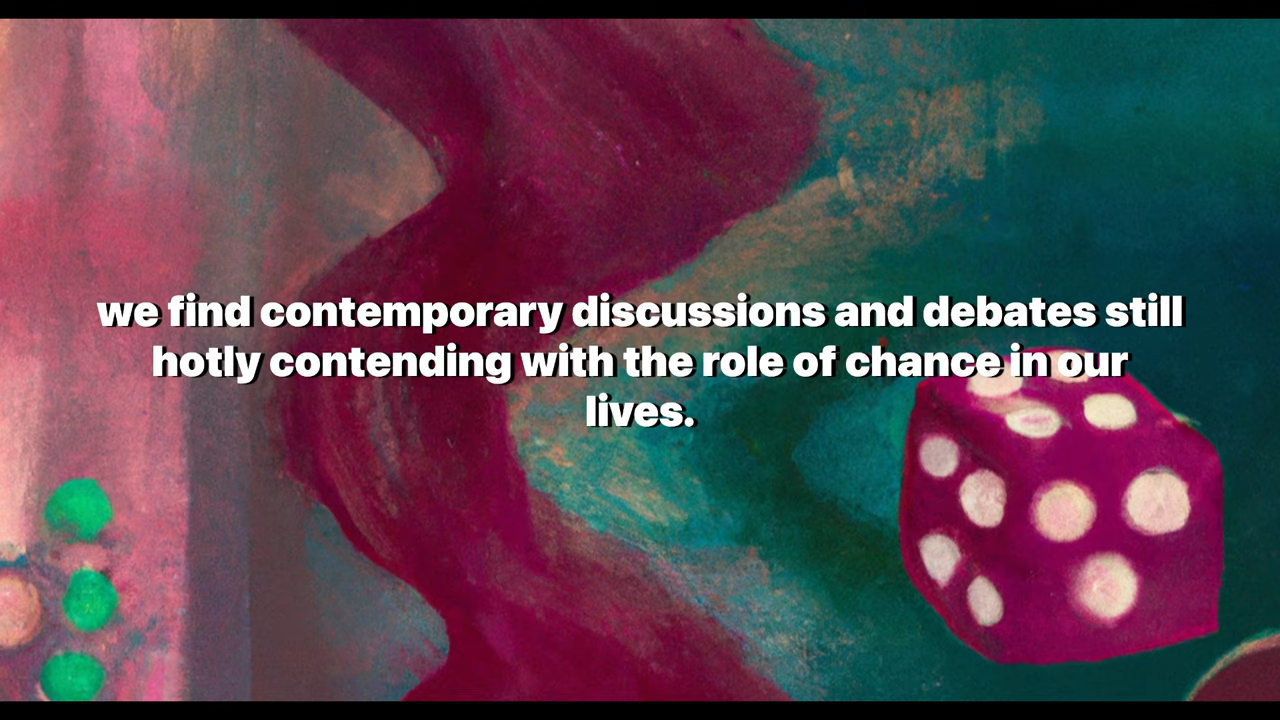 we find contemporary discussions and debates still
hotly contending with the role of chance in our
lives.